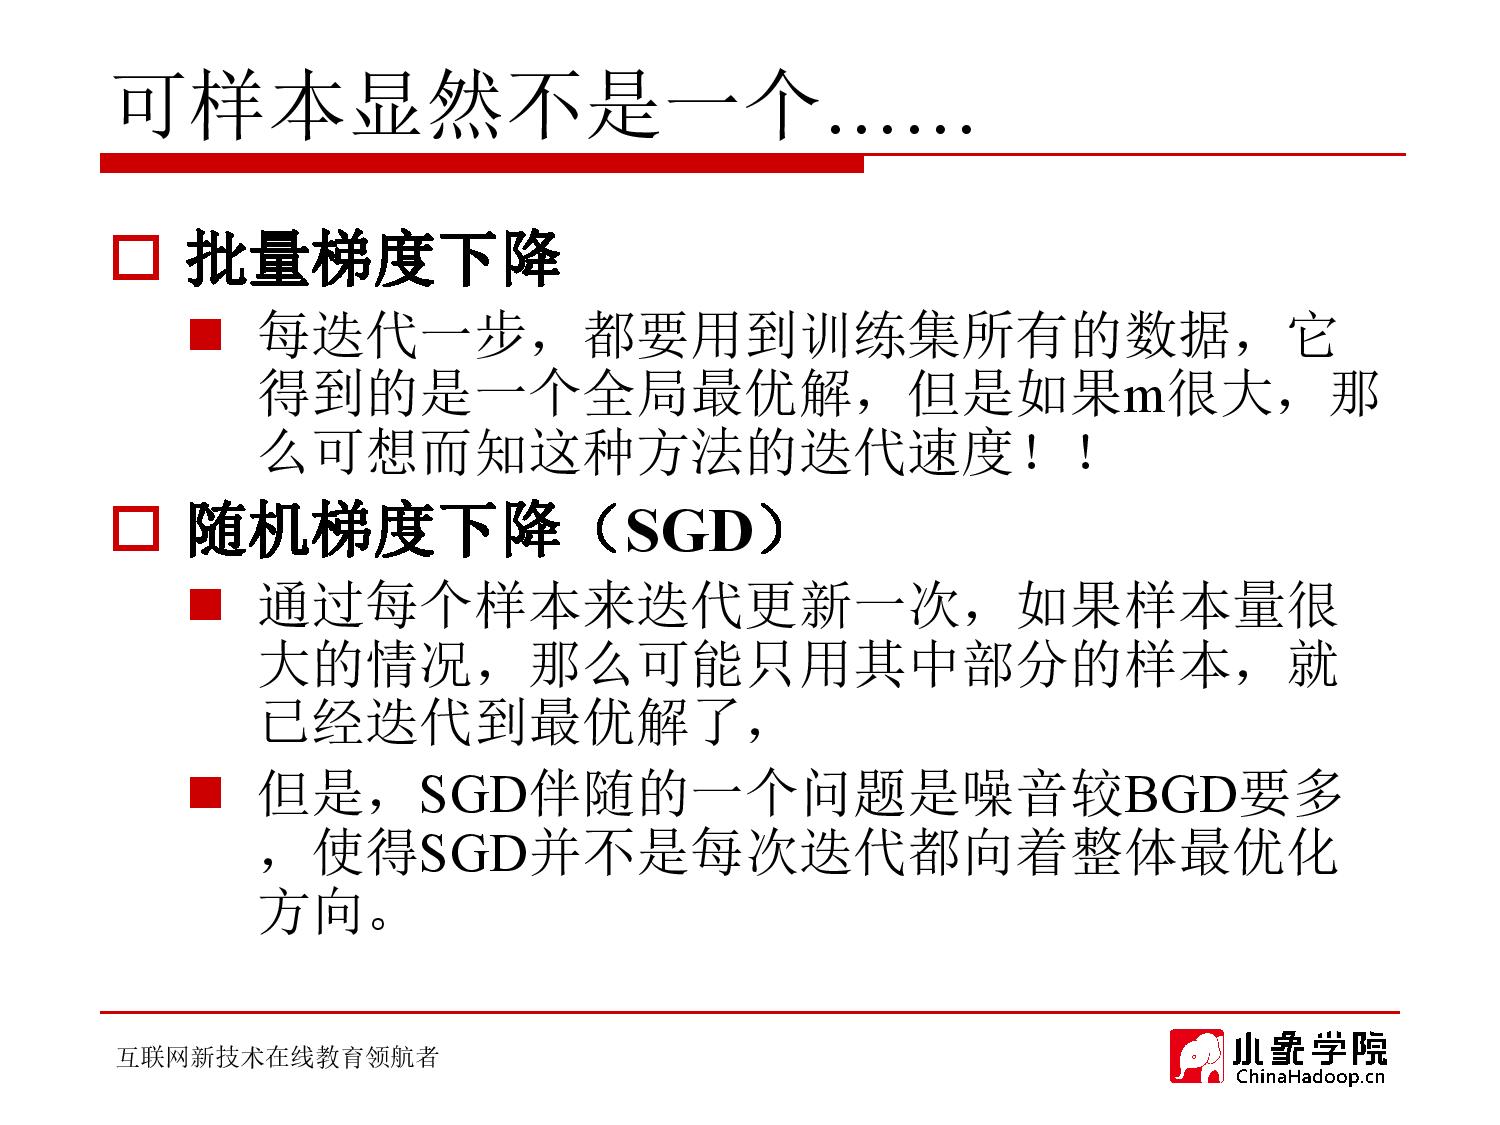 可样本显然不是一个……
批量梯度下降
每迭代一步，都要用到训练集所有的数据，它
得到的是一个全局最优解，但是如果m很大，那
么可想而知这种方法的迭代速度！！
随机梯度下降（SGD）
通过每个样本来迭代更新一次，如果样本量很
大的情况，那么可能只用其中部分的样本，就
已经迭代到最优解了，
但是，SGD伴随的一个问题是噪音较BGD要多
，使得SGD并不是每次迭代都向着整体最优化
方向。
互联网新技术在线教育领航者
小象学院
ChinaHadoop.cn